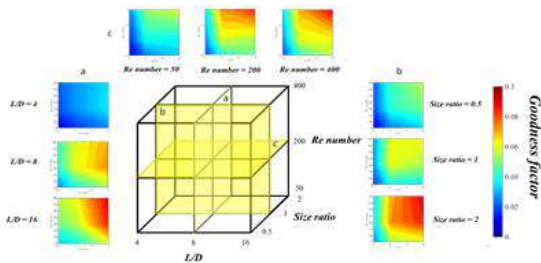 c
Re number = 50
Re number = 200
Re number = 400
a
b
L/D = 4
L/D = 8
L/D = 16
a
b
c
400
200
50
Re number
2
1
0.5
Size ratio
4
8
16
L/D
Size ratio = 0.5
Size ratio = 1
Size ratio = 2
0.1
0.08
0.06
0.04
0.02
0
Goodness factor